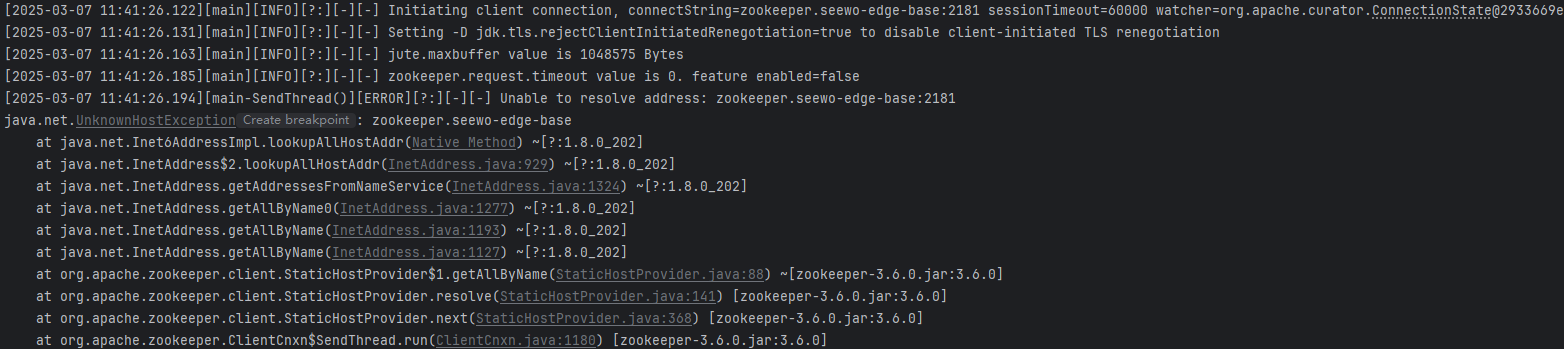 [2025-03-07 11:41:26.122][main][INFO][?:][-][-] Initiating client connection, connectString=zookeeper.seewo-edge-base:2181 sessionTimeout=60000 watcher=org.apache.curator.ConnectionState@2933669e
[2025-03-07 11:41:26.131][main][INFO][?:][-][-] Setting -D jdk.tls.rejectClientInitiatedRenegotiation=true to disable client-initiated TLS renegotiation
[2025-03-07 11:41:26.163][main][INFO][?:][-][-] jute.maxbuffer value is 1048575 Bytes
[2025-03-07 11:41:26.185][main][INFO][?:][-][-] zookeeper.request.timeout value is 0. feature enabled=false
[2025-03-07 11:41:26.194][main-SendThread()][ERROR][?:][-][-] Unable to resolve address: zookeeper.seewo-edge-base:2181
java.net.UnknownHostException Create breakpoint : zookeeper.seewo-edge-base
at java.net.Inet6AddressImpl.lookupAllHostAddr(Native Method) ~[?:1.8.0_202]
at java.net.InetAddress$2.lookupAllHostAddr(InetAddress.java:929) ~[?:1.8.0_202]
at java.net.InetAddress.getAddressesFromNameService(InetAddress.java:1324) ~[?:1.8.0_202]
at java.net.InetAddress.getAllByName0(InetAddress.java:1277) ~[?:1.8.0_202]
at java.net.InetAddress.getAllByName(InetAddress.java:1193) ~[?:1.8.0_202]
at java.net.InetAddress.getAllByName(InetAddress.java:1127) ~[?:1.8.0_202]
at org.apache.zookeeper.client.StaticHostProvider$1.getAllByName(StaticHostProvider.java:88) ~[zookeeper-3.6.0.jar:3.6.0]
at org.apache.zookeeper.client.StaticHostProvider.resolve(StaticHostProvider.java:141) [zookeeper-3.6.0.jar:3.6.0]
at org.apache.zookeeper.client.StaticHostProvider.next(StaticHostProvider.java:368) [zookeeper-3.6.0.jar:3.6.0]
at org.apache.zookeeper.ClientCnxn$SendThread.run(ClientCnxn.java:1180) [zookeeper-3.6.0.jar:3.6.0]